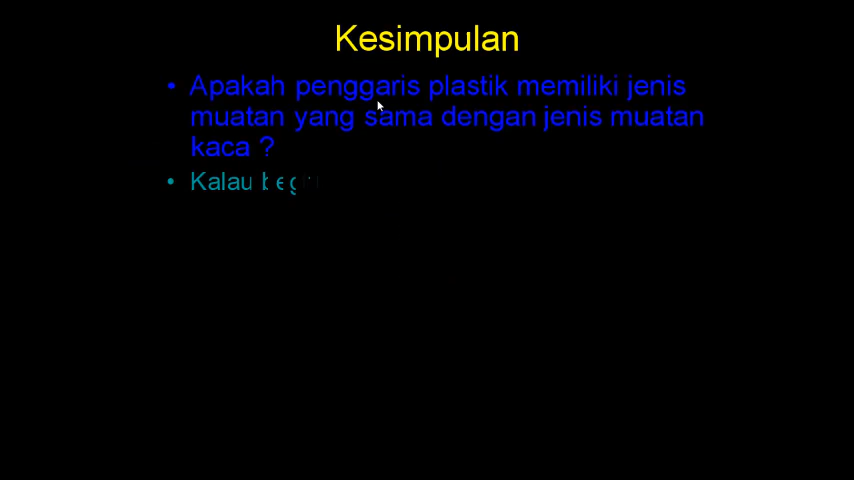 Kesimpulan
• Apakah penggaris plastik memiliki jenis
muatan yang sama dengan jenis muatan
kaca ?
• Kalau